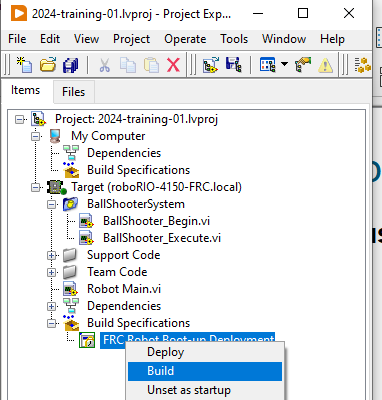 2024-training-01.lvproj - Project Exp...
File Edit View Project Operate Tools Window
Items Files
Project: 2024-training-01.lvproj
My Computer
Dependencies
Build Specifications
Target (roboRIO-4150-FRC.local)
BallShooterSystem
BallShooter_Begin.vi
BallShooter_Execute.vi
Support Code
Team Code
Robot Main.vi
Dependencies
Build Specifications
FRC Robot Boot-up Deployment
Deploy
Build
Unset as startup